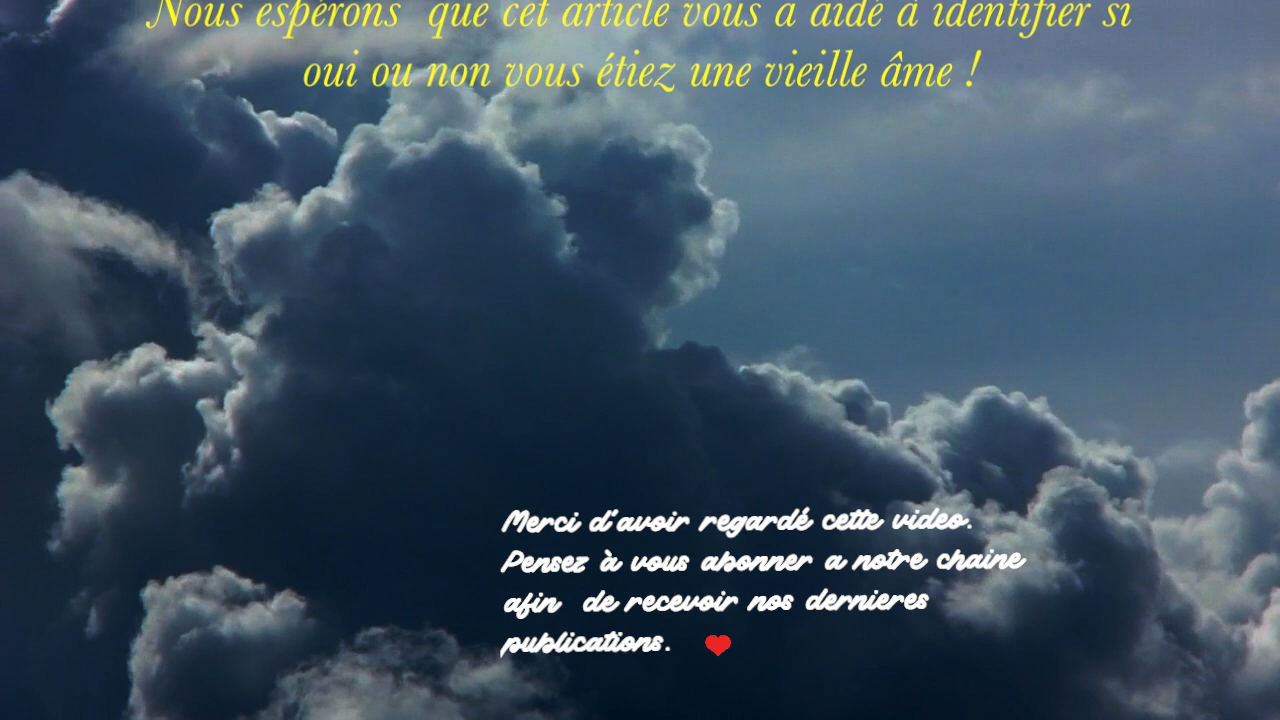 Nous espérons que cet article vous a aidé à identifier si
oui ou non vous étiez une vieille âme !
Merci d'avoir regardé cette video.
Pensez à vous abonner a notre chaine
afin de recevoir nos dernieres
publications.